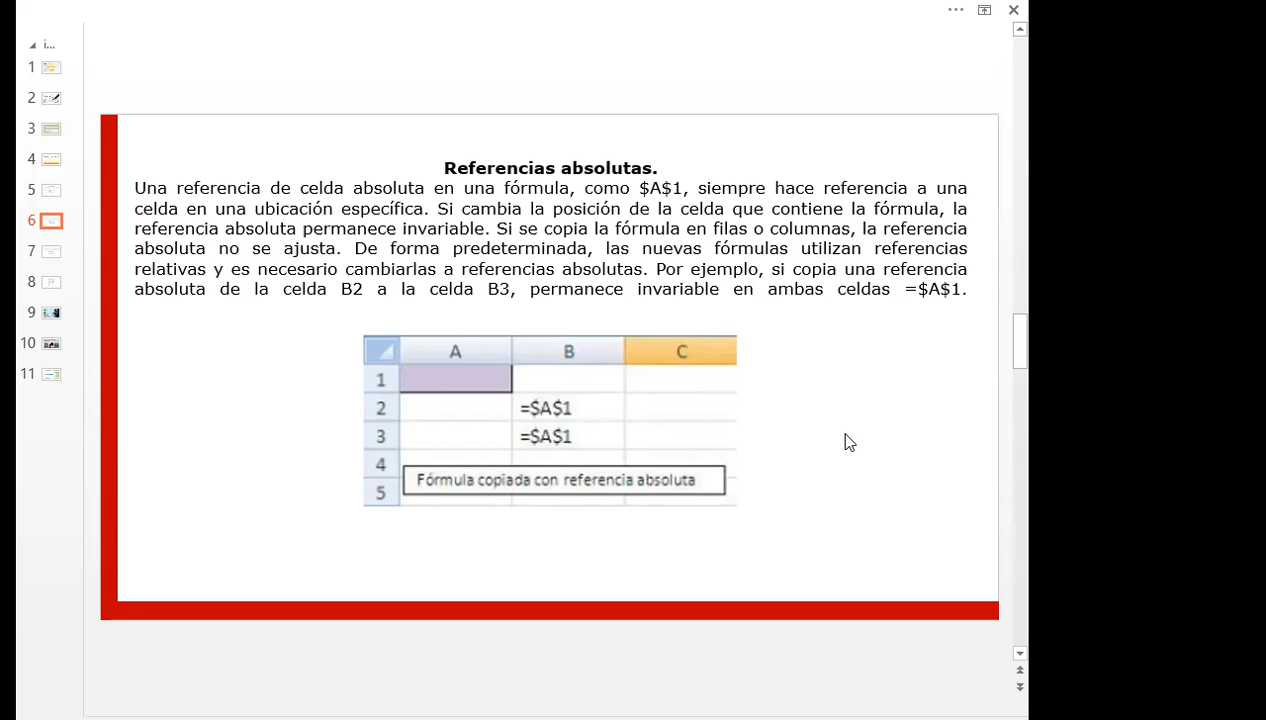 i...
1
2
3
4
5
6
7
8
9
10
11
Referencias absolutas.
Una referencia de celda absoluta en una fórmula, como $A$1, siempre hace referencia a una
celda en una ubicación específica. Si cambia la posición de la celda que contiene la fórmula, la
referencia absoluta permanece invariable. Si se copia la fórmula en filas o columnas, la referencia
absoluta no se ajusta. De forma predeterminada, las nuevas fórmulas utilizan referencias
relativas y es necesario cambiarlas a referencias absolutas. Por ejemplo, si copia una referencia
absoluta de la celda B2 a la celda B3, permanece invariable en ambas celdas =$A$1.
A B C
1
2 =$A$1
3 =$A$1
4
Fórmula copiada con referencia absoluta
5